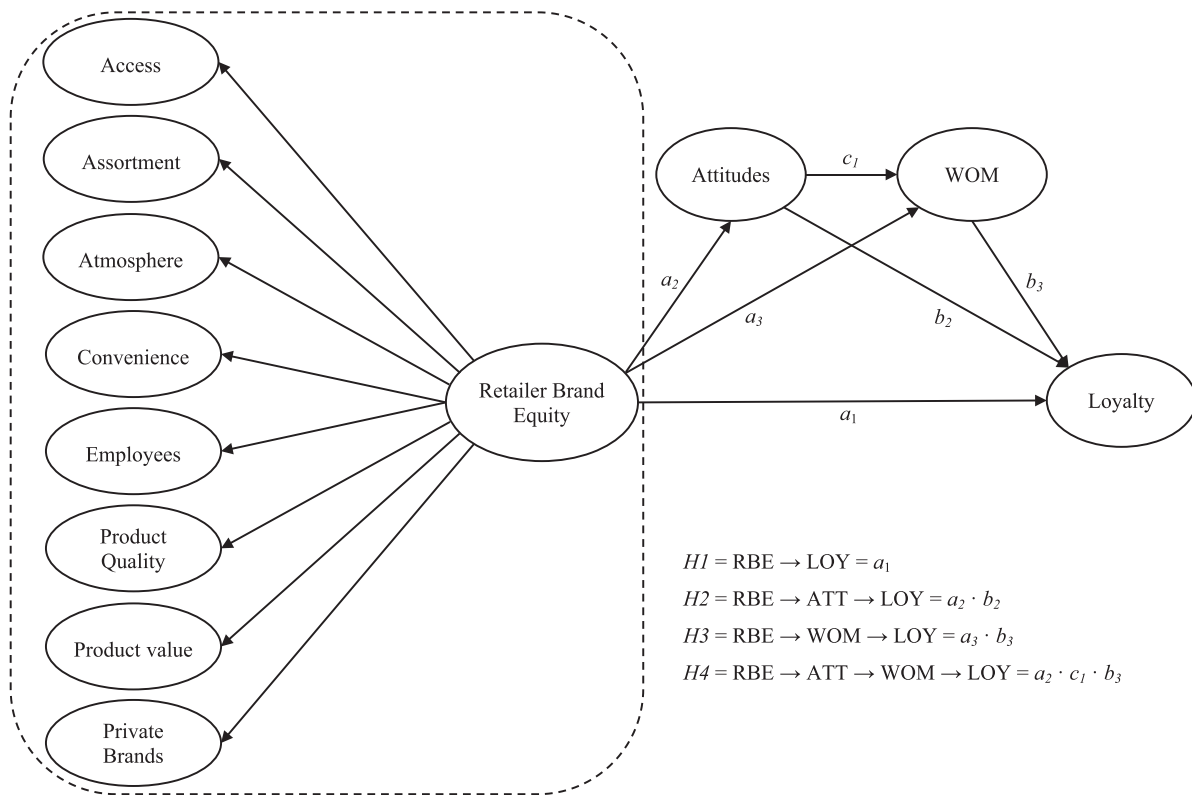 Access
Assortment
Atmosphere
Convenience
Employees
Product
Quality
Product value
Private
Brands
Retailer Brand
Equity
Attitudes
c₁
WOM
a₂
a₃
b₂
b₃
a₁
Loyalty
H1 = RBE → LOY = a₁
H2 = RBE → ATT → LOY = a₂ · b₂
H3 = RBE → WOM → LOY = a₃ · b₃
H4 = RBE → ATT → WOM → LOY = a₂ · c₁ · b₃